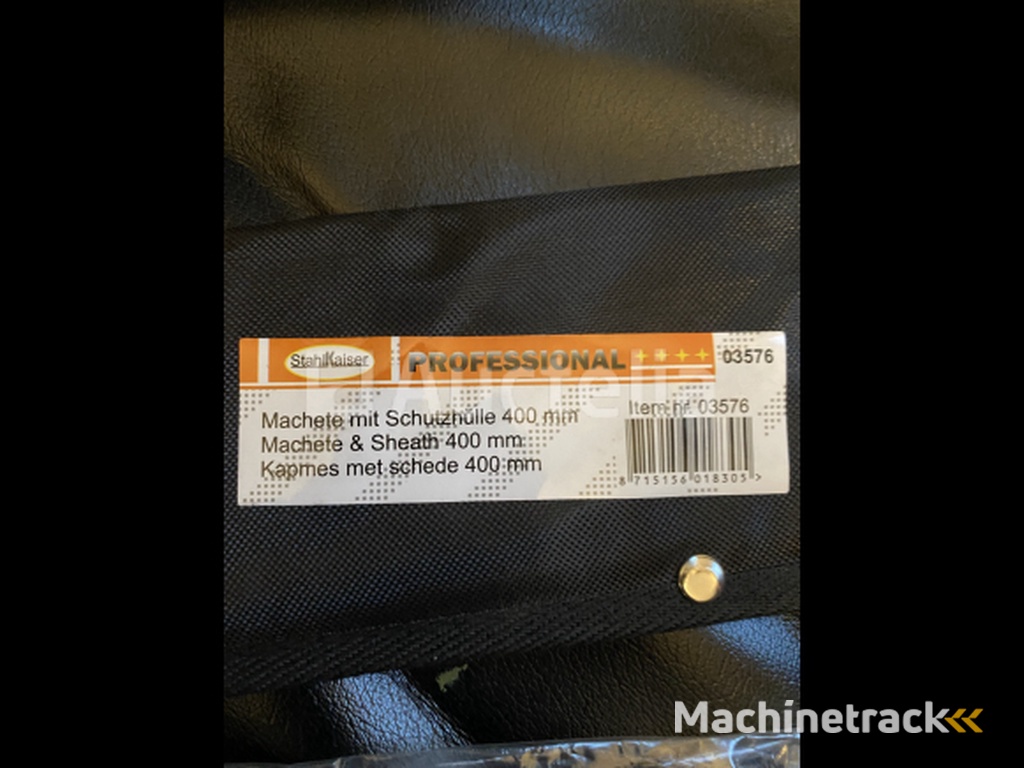 StahlKaiser PROFESSIONAL ++++ 03576
Machete mit Schutzhülle 400 mm
Machete & Sheath 400 mm
Kapmes met schede 400 mm
Item nr. 03576
8 715156 018305 >
Machinetrack